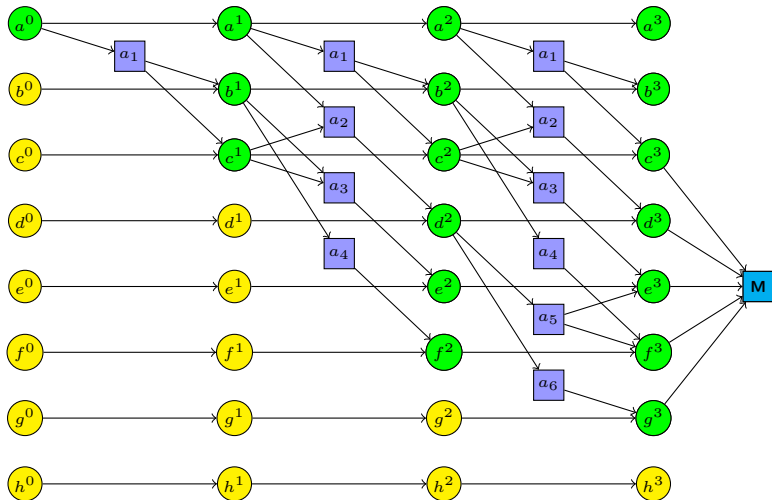 a⁰ a¹ a² a³
a₁ a₁ a₁
b⁰ b¹ b² b³
a₂ a₂
c⁰ c¹ c² c³
a₃ a₃
d⁰ d¹ d² d³
a₄ a₄
e⁰ e¹ e² e³ M
a₅
f⁰ f¹ f² f³
a₆
g⁰ g¹ g² g³
h⁰ h¹ h² h³